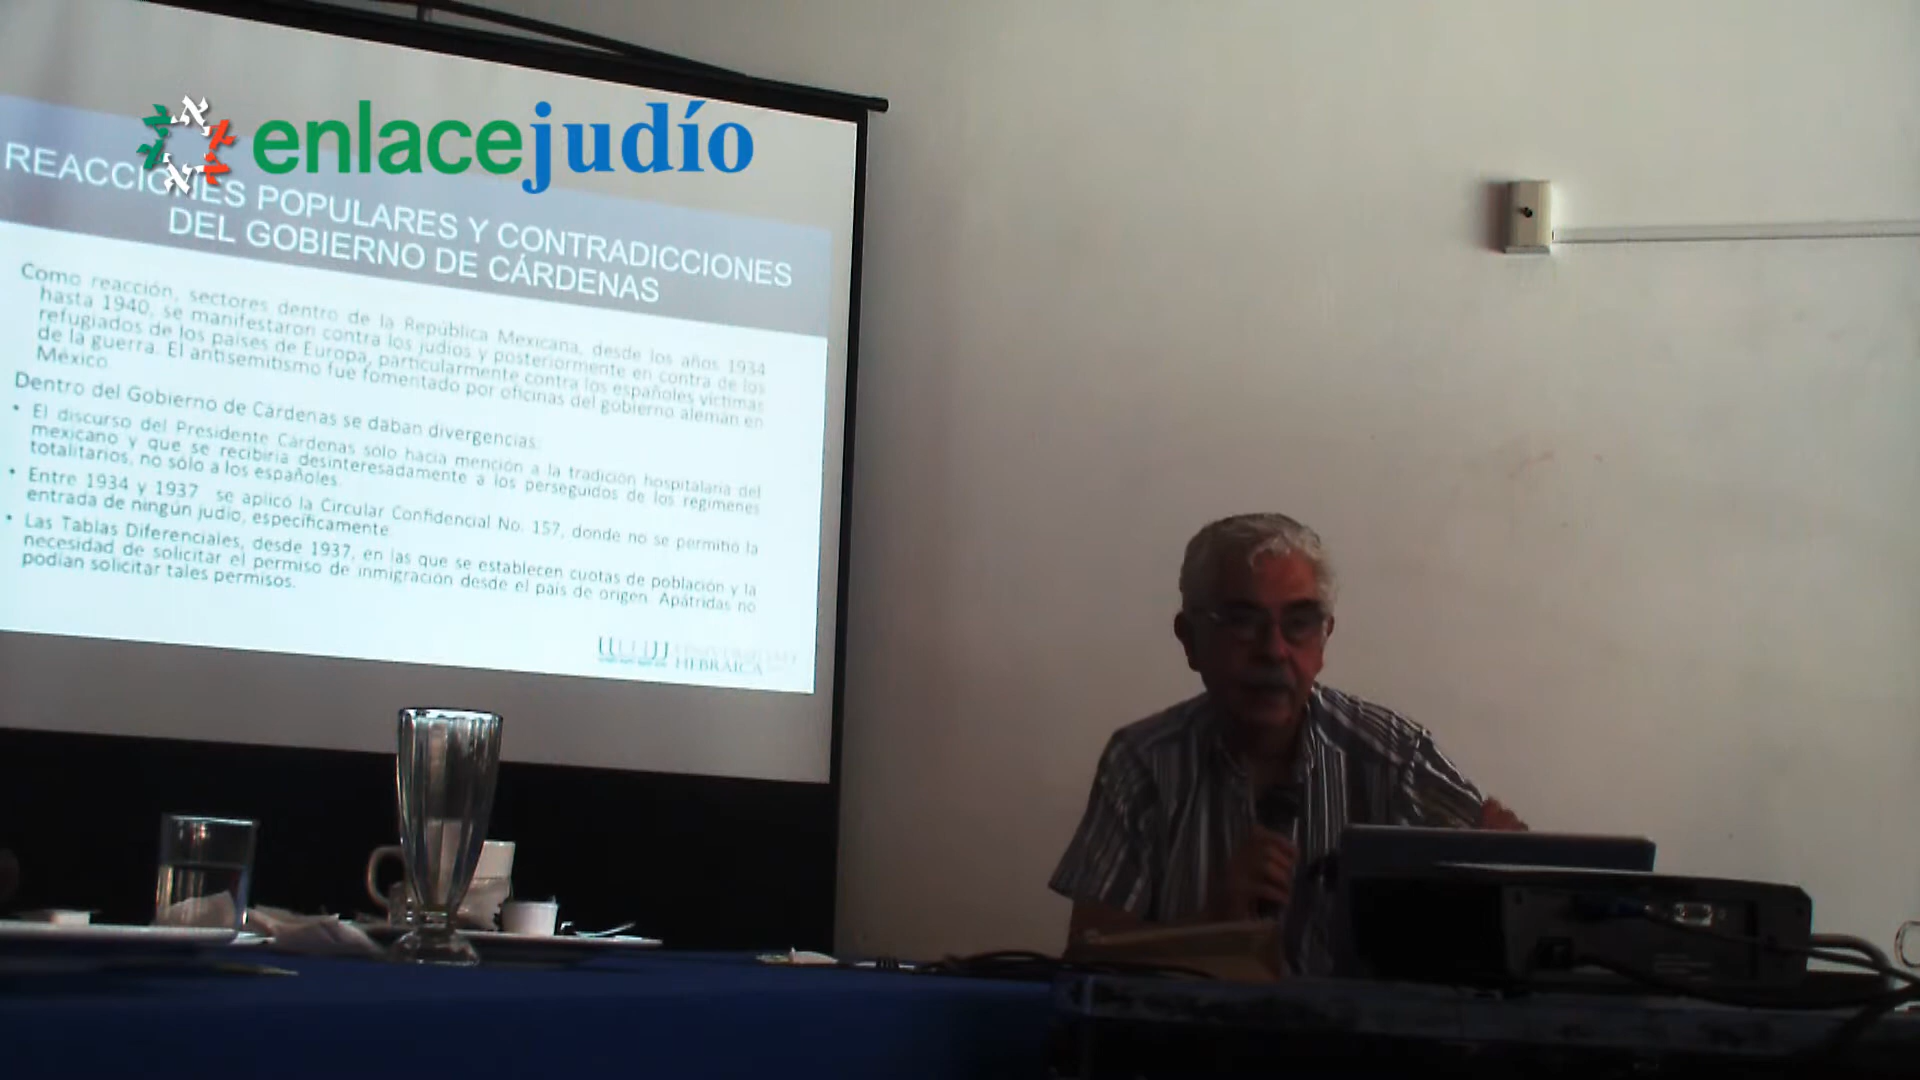 enlacejudío
REACCIONES POPULARES Y CONTRADICCIONES
DEL GOBIERNO DE CÁRDENAS
Como reacción, sectores dentro de la República Mexicana, desde los años 1934
hasta 1940, se manifestaron contra los judíos y posteriormente en contra de los
refugiados de los países de Europa, particularmente contra los españoles víctimas
de la guerra. El antisemitismo fue fomentado por oficinas del gobierno alemán en
México
Dentro del Gobierno de Cárdenas se daban divergencias:
• El discurso del Presidente Cárdenas sólo hacía mención a la tradición hospitalaria del
mexicano y que se recibiría desinteresadamente a los perseguidos de los regímenes
totalitarios, no sólo a los españoles.
• Entre 1934 y 1937 se aplicó la Circular Confidencial No. 157, donde no se permitió la
entrada de ningún judío, específicamente.
• Las Tablas Diferenciales, desde 1937, en las que se establecen cuotas de población y la
necesidad de solicitar el permiso de inmigración desde el país de origen. Apátridas no
podían solicitar tales permisos.
HEBRAICA